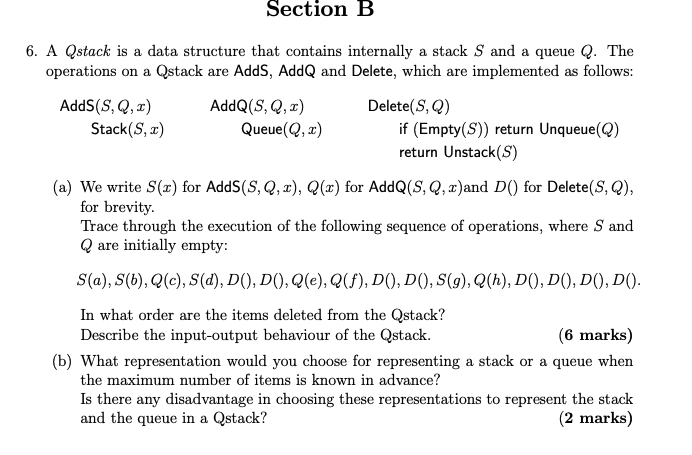 Section B
6. A Qstack is a data structure that contains internally a stack S and a queue Q. The
operations on a Qstack are AddS, AddQ and Delete, which are implemented as follows:
AddS(S, Q, x) AddQ(S, Q, x) Delete(S, Q)
Stack(S, x) Queue(Q, x) if (Empty(S)) return Unqueue(Q)
return Unstack(S)
(a) We write S(x) for AddS(S, Q, x), Q(x) for AddQ(S, Q, x)and D() for Delete(S, Q),
for brevity.
Trace through the execution of the following sequence of operations, where S and
Q are initially empty:
S(a), S(b), Q(c), S(d), D(), D(), Q(e), Q(f), D(), D(), S(g), Q(h), D(), D(), D(), D().
In what order are the items deleted from the Qstack?
Describe the input-output behaviour of the Qstack. (6 marks)
(b) What representation would you choose for representing a stack or a queue when
the maximum number of items is known in advance?
Is there any disadvantage in choosing these representations to represent the stack
and the queue in a Qstack? (2 marks)